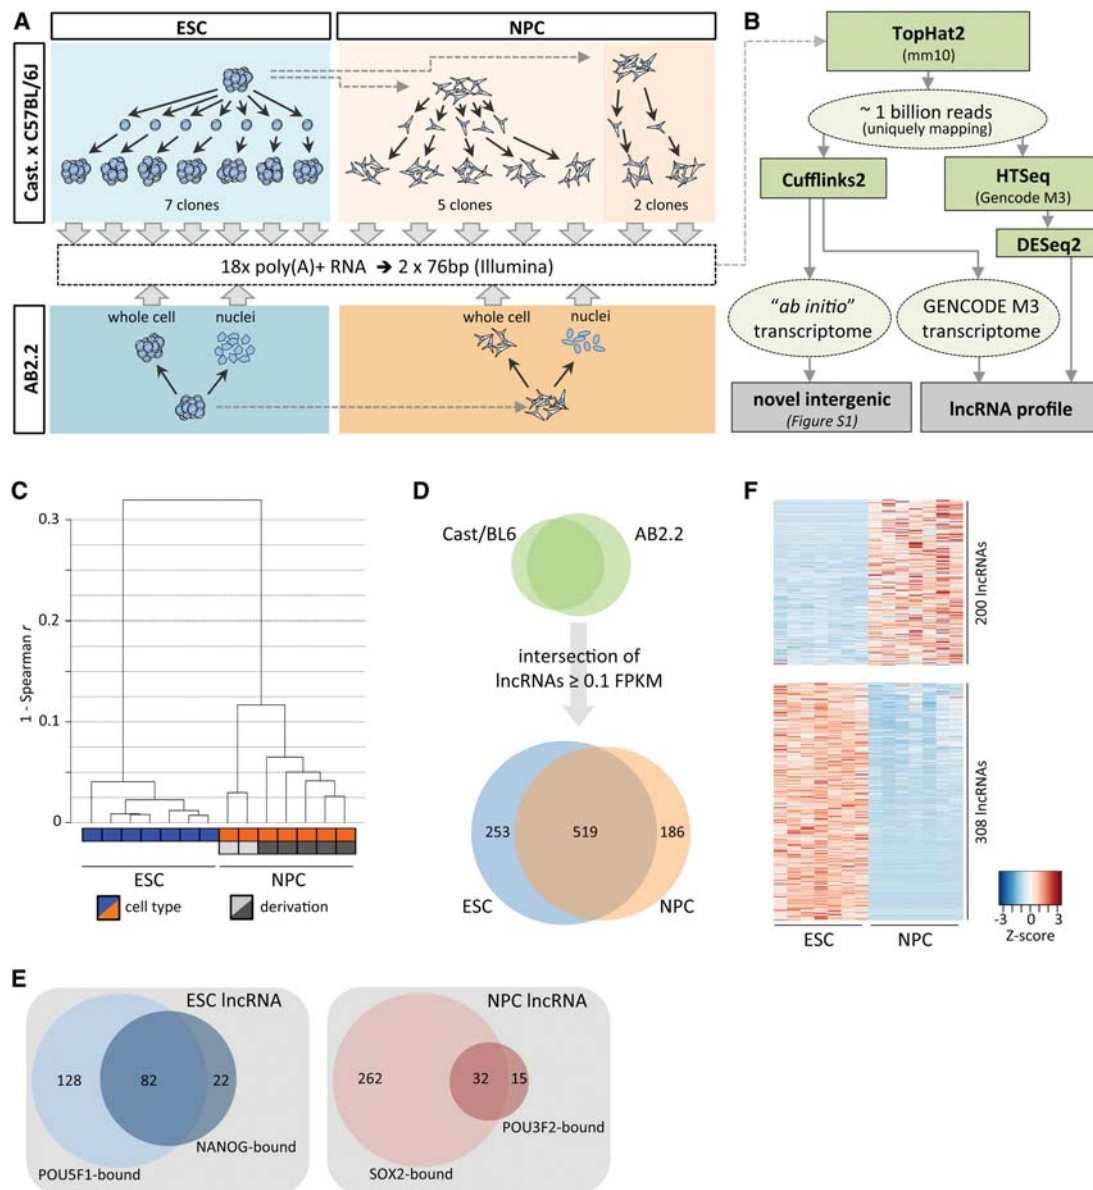 A
ESC
NPC
Cast. x C57BL/6J
7 clones
5 clones
2 clones
18x poly(A)+ RNA ➔ 2 x 76bp (Illumina)
AB2.2
whole cell
nuclei
whole cell
nuclei
B
TopHat2
(mm10)
~ 1 billion reads
(uniquely mapping)
Cufflinks2
HTSeq
(Gencode M3)
DESeq2
“ab initio”
transcriptome
GENCODE M3
transcriptome
novel intergenic
(Figure S1)
lncRNA profile
C
1 - Spearman r
0.3
0.2
0.1
0
ESC
NPC
cell type
derivation
D
Cast/BL6
AB2.2
intersection of
lncRNAs ≥ 0.1 FPKM
253
519
186
ESC
NPC
F
200 lncRNAs
308 lncRNAs
ESC
NPC
-3
0
3
Z-score
E
ESC lncRNA
128
82
22
NANOG-bound
POU5F1-bound
NPC lncRNA
262
32
15
POU3F2-bound
SOX2-bound